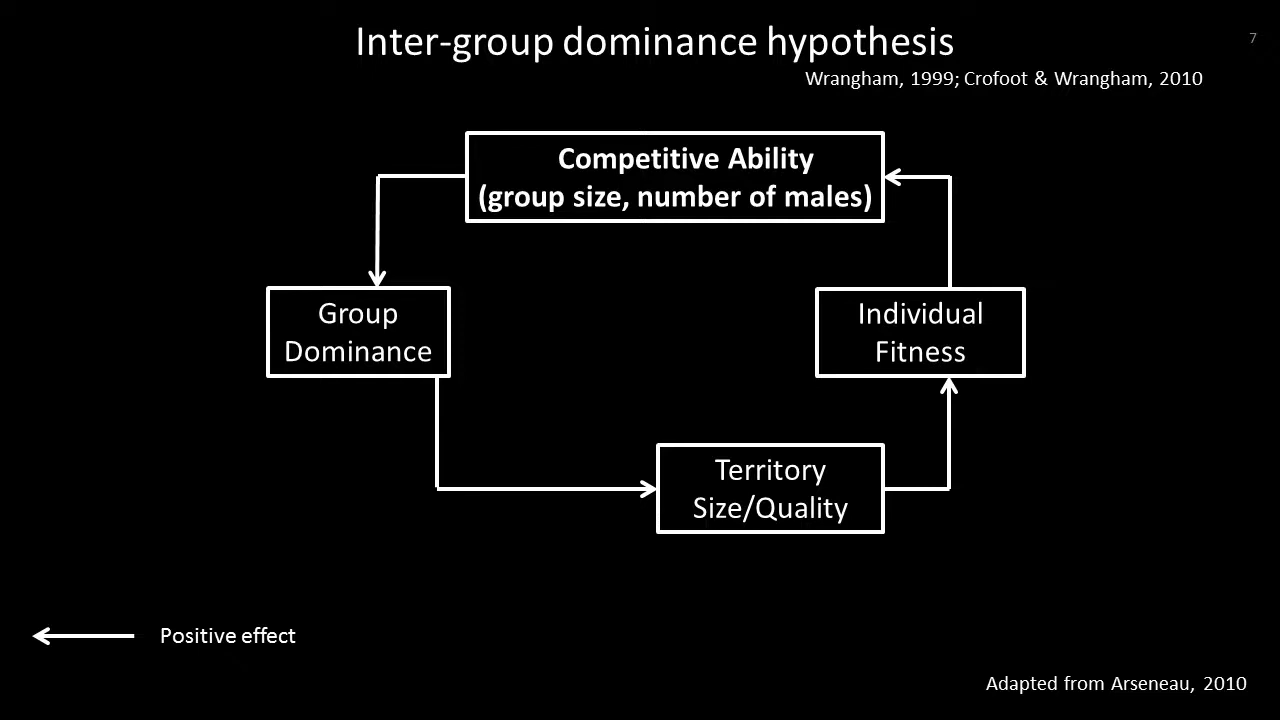 Inter-group dominance hypothesis
7
Wrangham, 1999; Crofoot & Wrangham, 2010
Competitive Ability
(group size, number of males)
Group
Dominance
Individual
Fitness
Territory
Size/Quality
Positive effect
Adapted from Arseneau, 2010